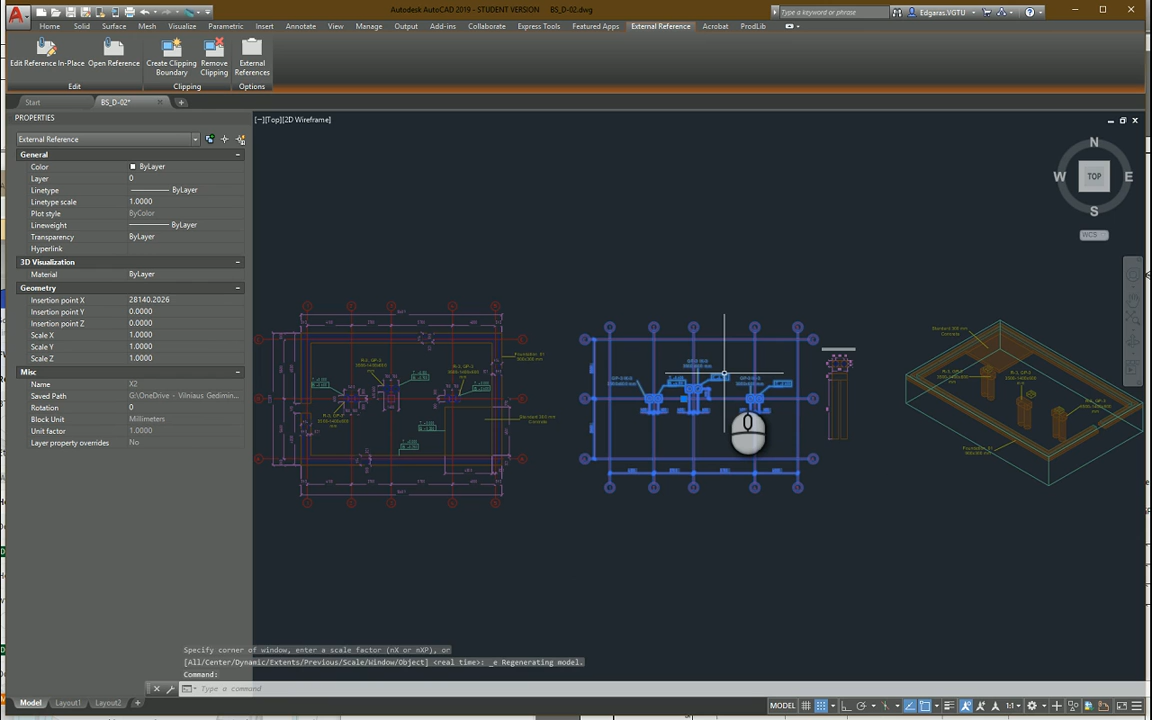 Autodesk AutoCAD 2019 - STUDENT VERSION BS_D-02.dwg
Type a keyword or phrase
Edgaras.VGTU
Home Solid Surface Mesh Visualize Parametric Insert Annotate View Manage Output Add-ins Collaborate Express Tools Featured Apps External Reference Acrobat ProdLib
Edit Reference In-Place Open Reference Create Clipping Boundary Remove Clipping External References
Edit Clipping Options
Start BS_D-02*
PROPERTIES
[−][Top][2D Wireframe]
External Reference
General
Color ByLayer
Layer 0
Linetype ByLayer
Linetype scale 1.0000
Plot style ByColor
Lineweight ByLayer
Transparency ByLayer
Hyperlink
3D Visualization
Material ByLayer
Geometry
Insertion point X 28140.2026
Insertion point Y 0.0000
Insertion point Z 0.0000
Scale X 1.0000
Scale Y 1.0000
Scale Z 1.0000
Misc
Name X2
Saved Path G:\OneDrive - Vilniaus Gedimin...
Rotation 0
Block Unit Millimeters
Unit factor 1.0000
Layer property overrides No
N
W TOP E
S
WCS
Standard 300 mm
Concrete
Specify corner of window, enter a scale factor (nX or nXP), or
[All/Center/Dynamic/Extents/Previous/Scale/Window/Object] <real time>: _e Regenerating model.
Command:
Type a command
Model Layout1 Layout2 +
MODEL
1:1